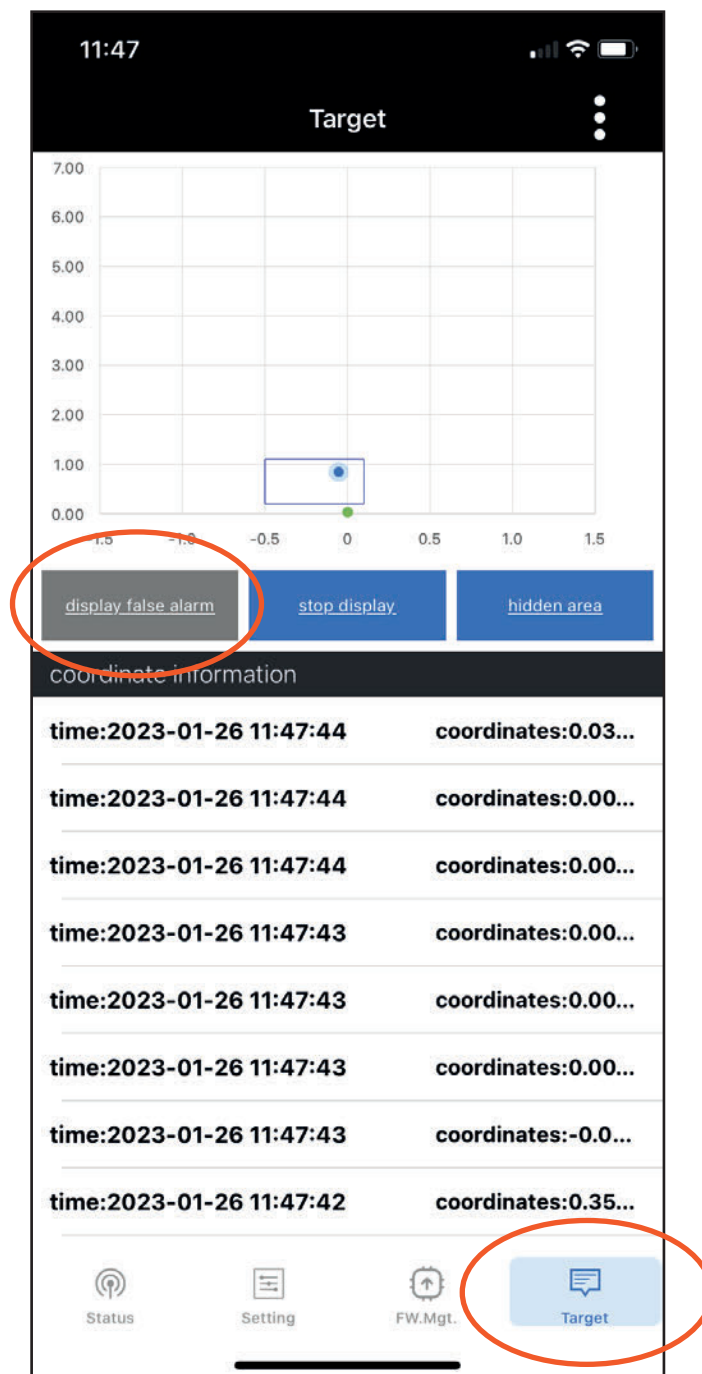 11:47
Target
7.00
6.00
5.00
4.00
3.00
2.00
1.00
0.00
-1.5 -1.0 -0.5 0 0.5 1.0 1.5
display false alarm stop display hidden area
coordinate information
time:2023-01-26 11:47:44 coordinates:0.03...
time:2023-01-26 11:47:44 coordinates:0.00...
time:2023-01-26 11:47:44 coordinates:0.00...
time:2023-01-26 11:47:43 coordinates:0.00...
time:2023-01-26 11:47:43 coordinates:0.00...
time:2023-01-26 11:47:43 coordinates:0.00...
time:2023-01-26 11:47:43 coordinates:-0.0...
time:2023-01-26 11:47:42 coordinates:0.35...
Status Setting FW.Mgt. Target